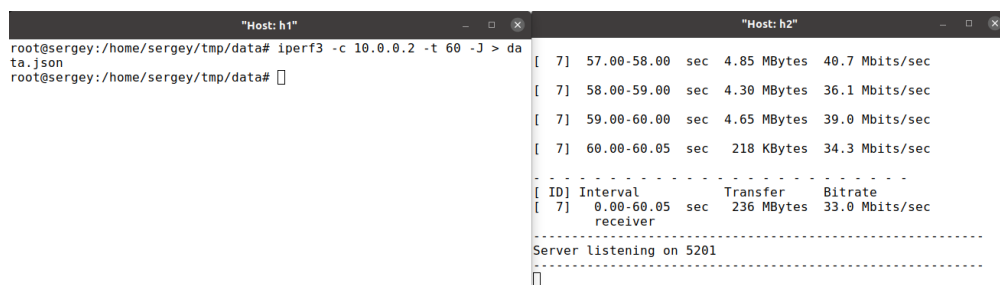 "Host: h1"
root@sergey:/home/sergey/tmp/data# iperf3 -c 10.0.0.2 -t 60 -J > da
ta.json
root@sergey:/home/sergey/tmp/data#
"Host: h2"
[  7]  57.00-58.00  sec  4.85 MBytes  40.7 Mbits/sec
[  7]  58.00-59.00  sec  4.30 MBytes  36.1 Mbits/sec
[  7]  59.00-60.00  sec  4.65 MBytes  39.0 Mbits/sec
[  7]  60.00-60.05  sec   218 KBytes  34.3 Mbits/sec
- - - - - - - - - - - - - - - - - - - - - - - - -
[ ID] Interval           Transfer     Bitrate
[  7]   0.00-60.05  sec   236 MBytes  33.0 Mbits/sec
        receiver
-----------------------------------------------------------
Server listening on 5201
-----------------------------------------------------------